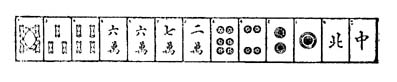 六萬 六萬 七萬 二萬 北 中